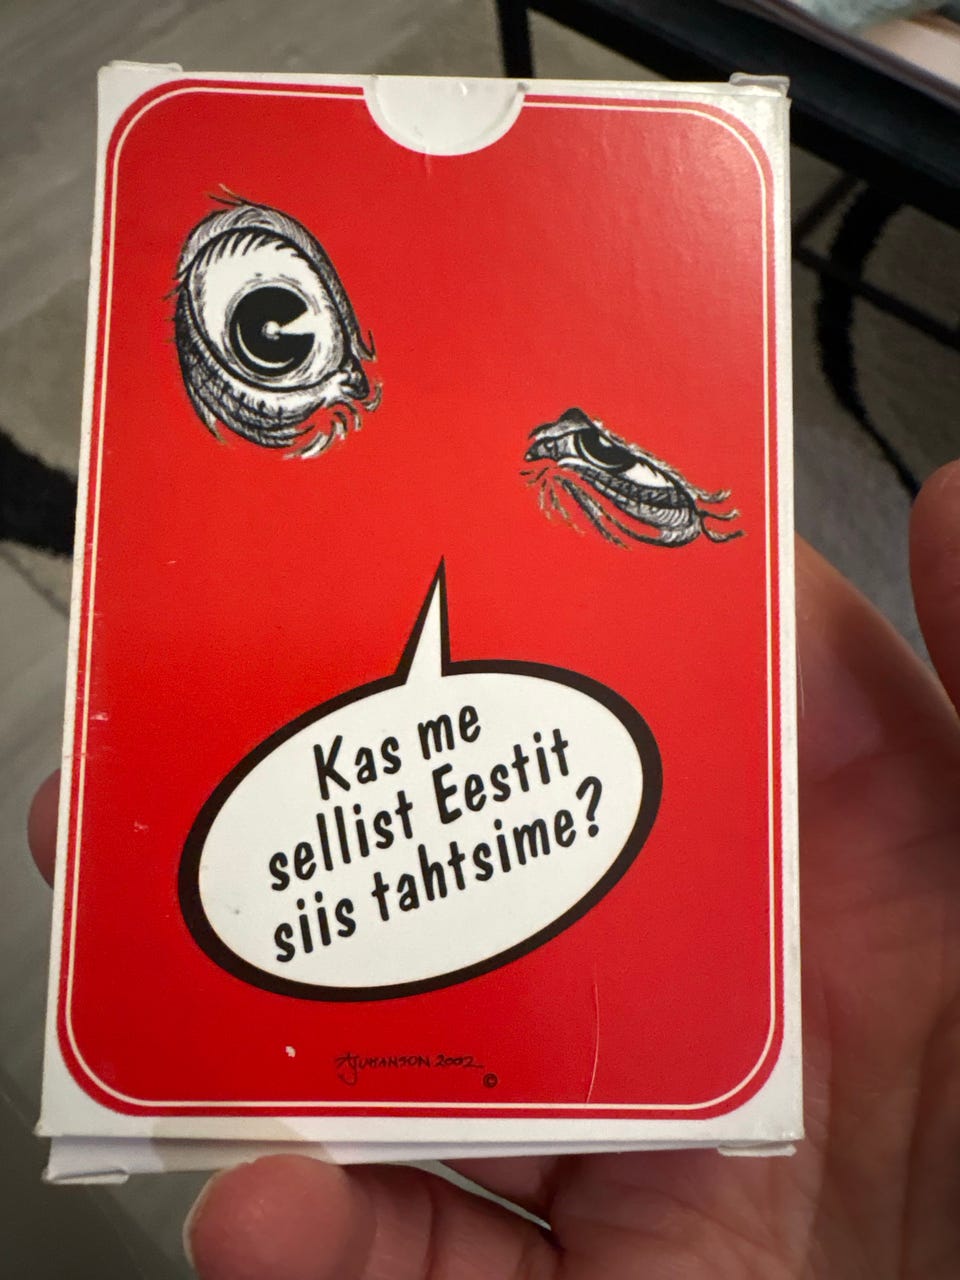 Kas me
sellist Eestit
siis tahtsime?
AJUHANSON 2002
©